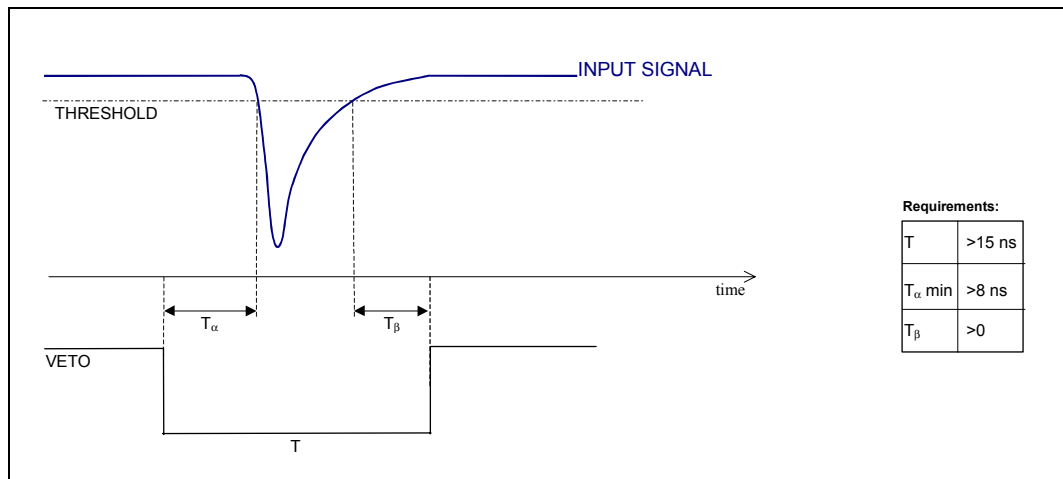 INPUT SIGNAL
THRESHOLD
Requirements:
T >15 ns
Tα min >8 ns
Tβ >0
time
Tα Tβ
VETO
T